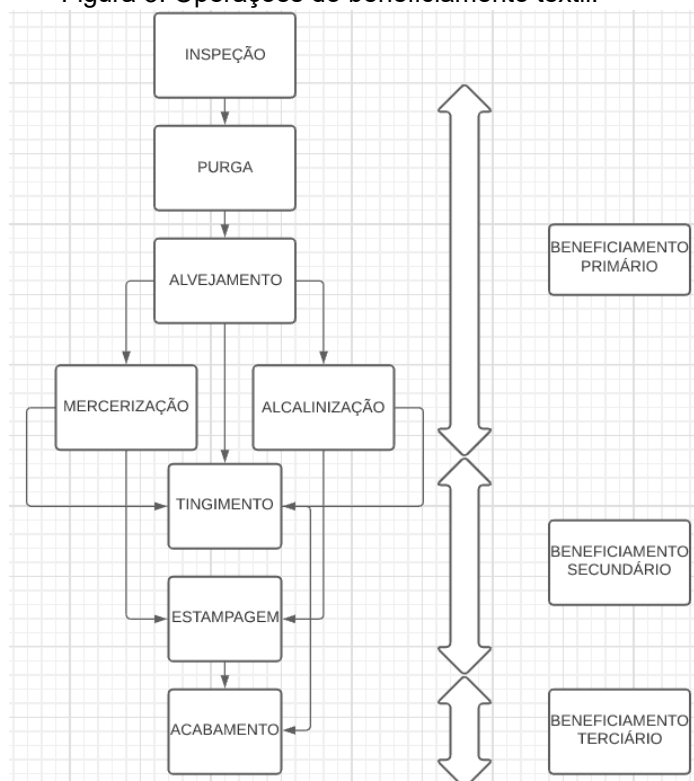 Figura 3: Operações de beneficiamento têxtil.
INSPEÇÃO
PURGA
ALVEJAMENTO
MERCERIZAÇÃO
ALCALINIZAÇÃO
TINGIMENTO
ESTAMPAGEM
ACABAMENTO
BENEFICIAMENTO
PRIMÁRIO
BENEFICIAMENTO
SECUNDÁRIO
BENEFICIAMENTO
TERCIÁRIO